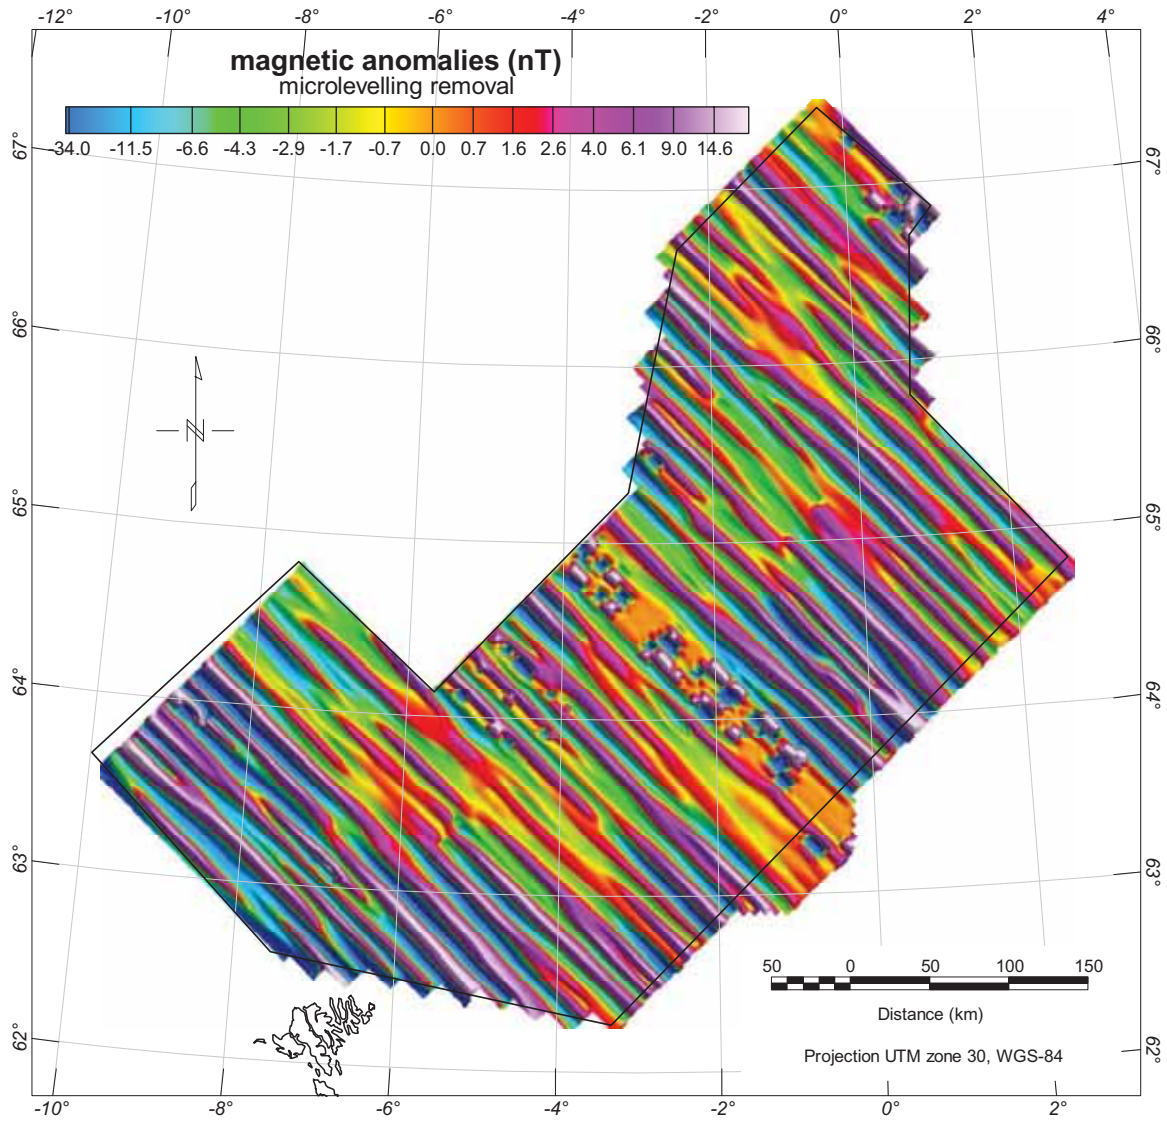 -12° -10° -8° -6° -4° -2° 0° 2° 4°
magnetic anomalies (nT)
microlevelling removal
-34.0 -11.5 -6.6 -4.3 -2.9 -1.7 -0.7 0.0 0.7 1.6 2.6 4.0 6.1 9.0 14.6
67° 67°
66° 66°
N
65° 65°
64° 64°
63° 63°
50 0 50 100 150
Distance (km)
62° 62°
Projection UTM zone 30, WGS-84
-10° -8° -6° -4° -2° 0° 2°